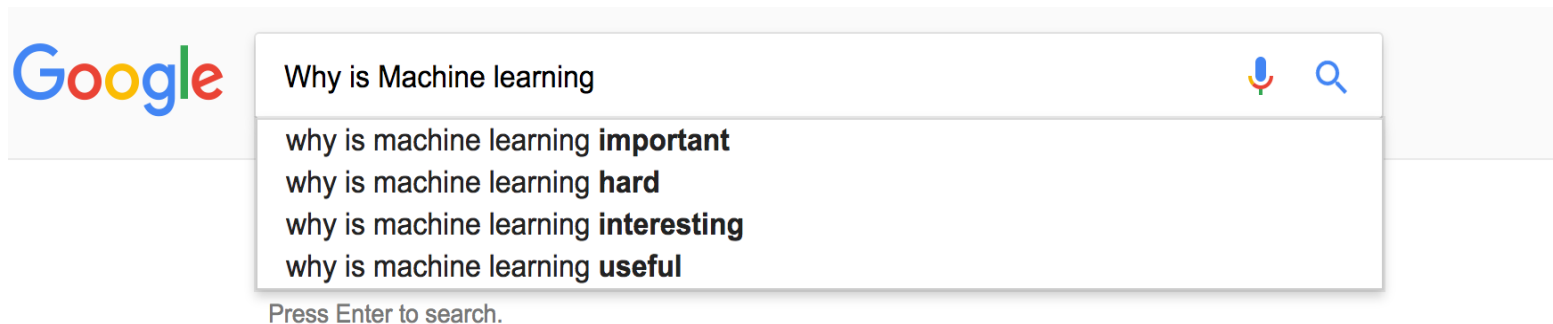 Google
Why is Machine learning
why is machine learning important
why is machine learning hard
why is machine learning interesting
why is machine learning useful
Press Enter to search.